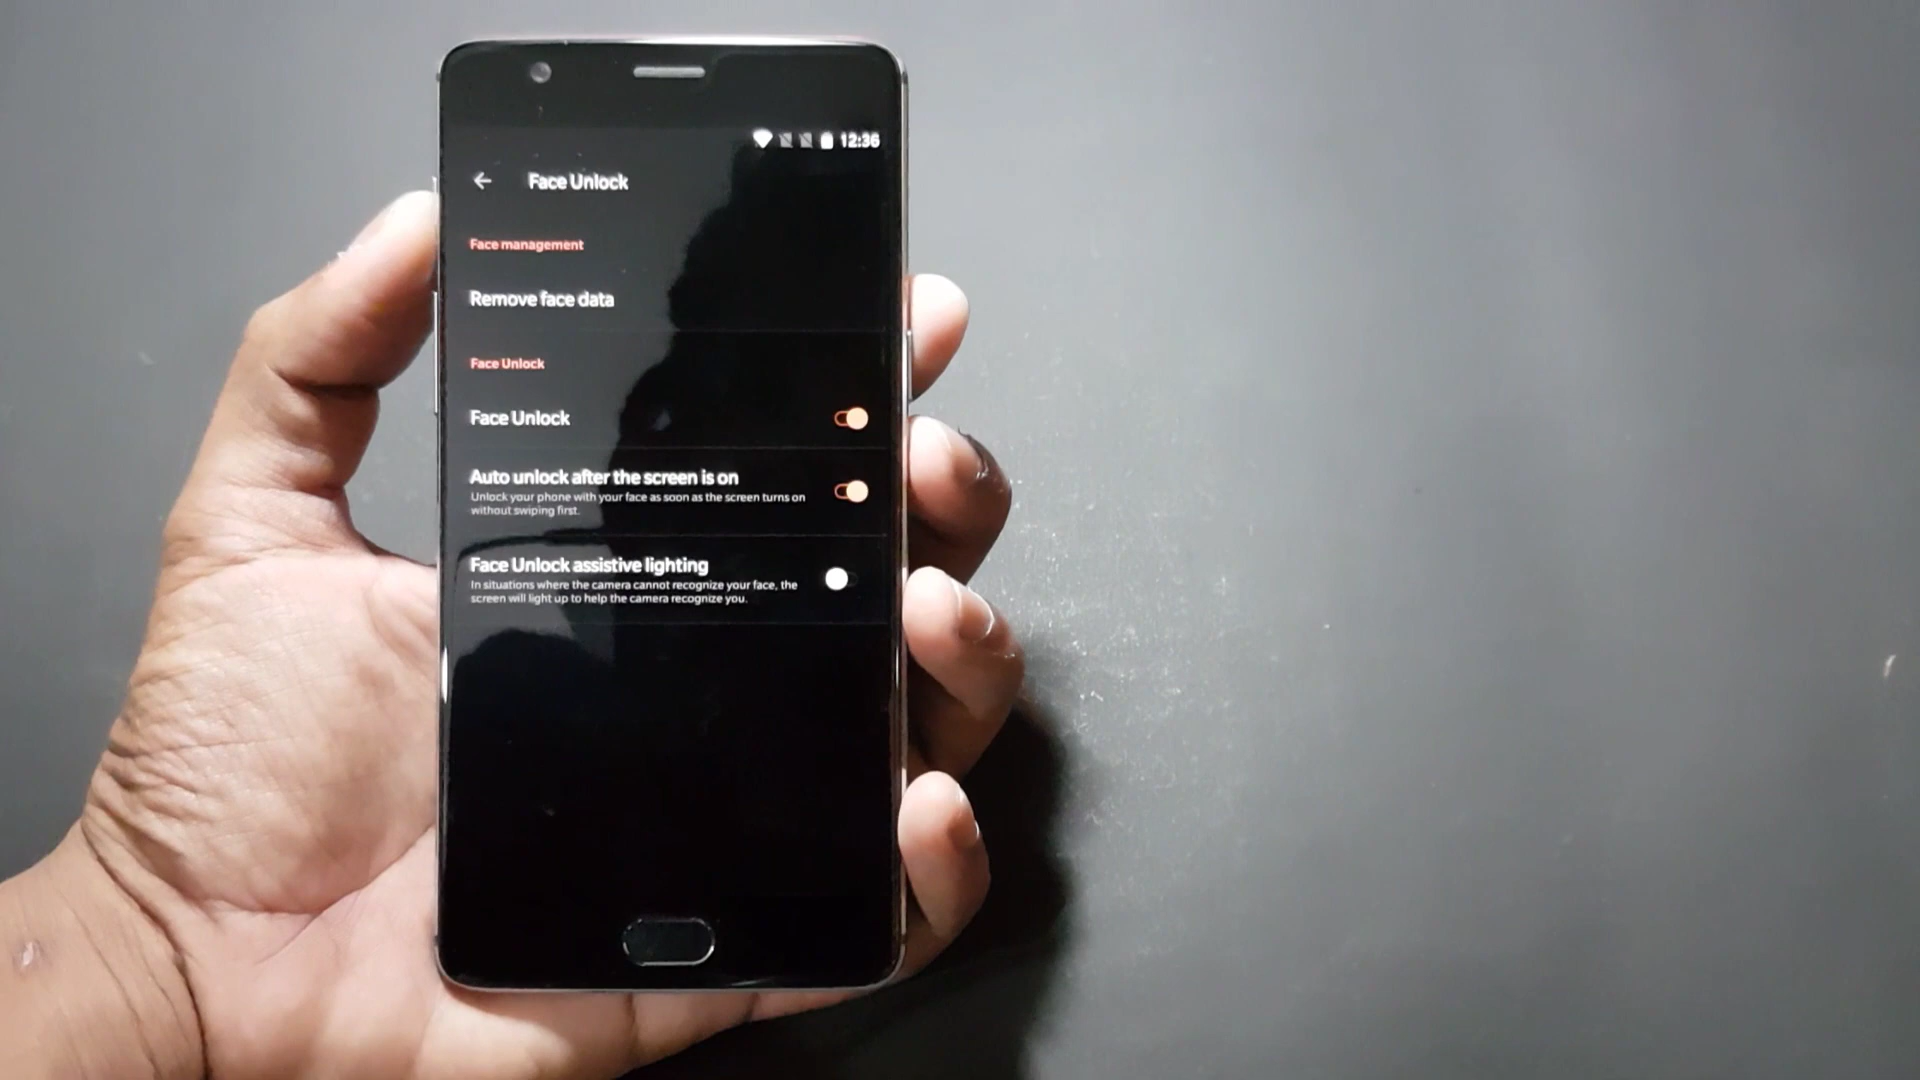 12:36
Face Unlock
Face management
Remove face data
Face Unlock
Face Unlock
Auto unlock after the screen is on
Unlock your phone with your face as soon as the screen turns on
without swiping first.
Face Unlock assistive lighting
In situations where the camera cannot recognize your face, the
screen will light up to help the camera recognize you.